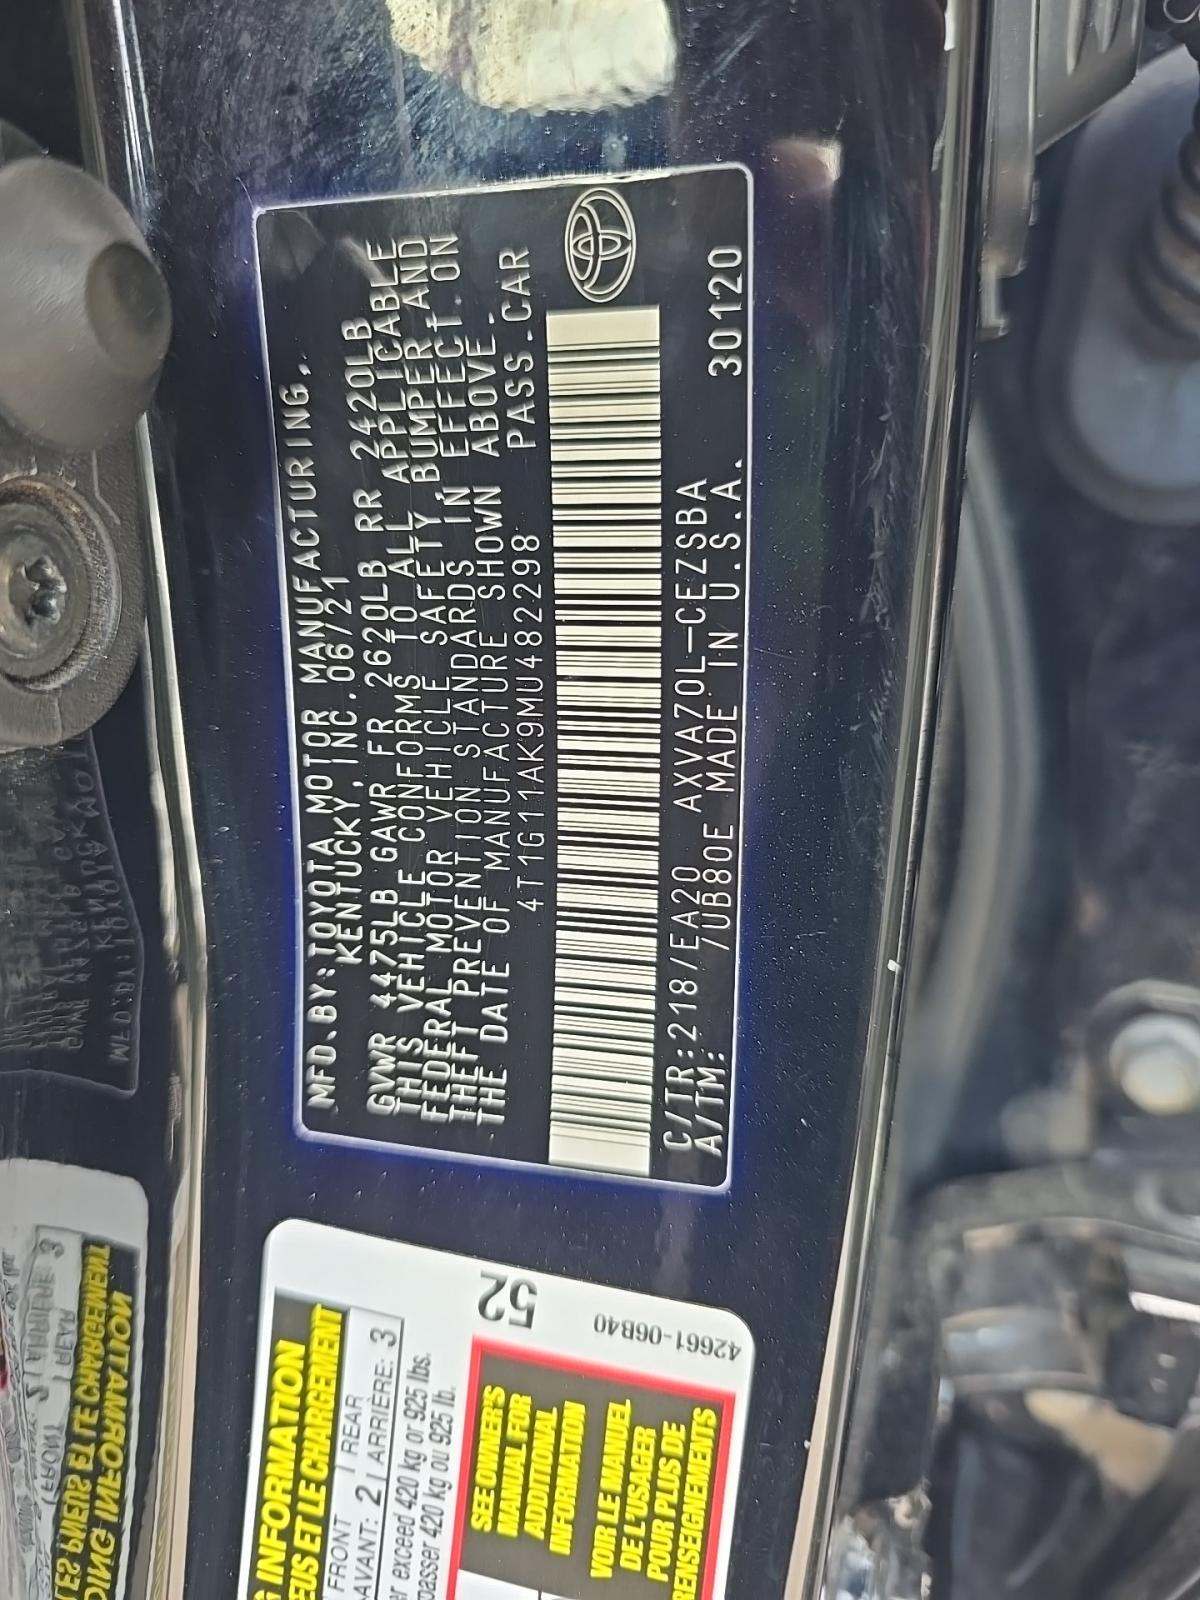 MFD.BY:TOYOTA MOTOR MANUFACTURING,
KENTUCKY,INC.06/21
GVWR 4475LB GAWR FR 2620LB RR 2420LB
THIS VEHICLE CONFORMS TO ALL APPLICABLE
FEDERAL MOTOR VEHICLE SAFETY,BUMPER AND
THEFT PREVENTION STANDARDS IN EFFECT ON
THE DATE OF MANUFACTURE SHOWN ABOVE.
4T1G11AK9MU482298 PASS.CAR
C/TR:218/EA20 AXVA70L-CEZSBA 30120
A/TM: 7UB80E MADE IN U.S.A.
INFORMATION
ET LE CHARGEMENT
FRONT 2 REAR 3
AVANT: ARRIÈRE:
exceed 420 kg or 925 lbs.
420 kg ou 925 lb.
52
42661-06B40
SEE OWNER'S
MANUAL FOR
ADDITIONAL
INFORMATION
VOIR LE MANUEL
DE L'USAGER
POUR PLUS DE
RENSEIGNEMENTS